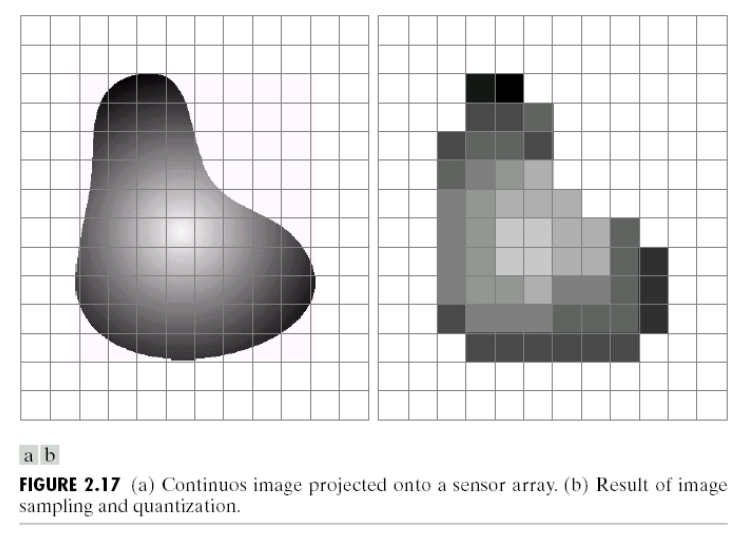 a b
FIGURE 2.17 (a) Continuos image projected onto a sensor array. (b) Result of image
sampling and quantization.